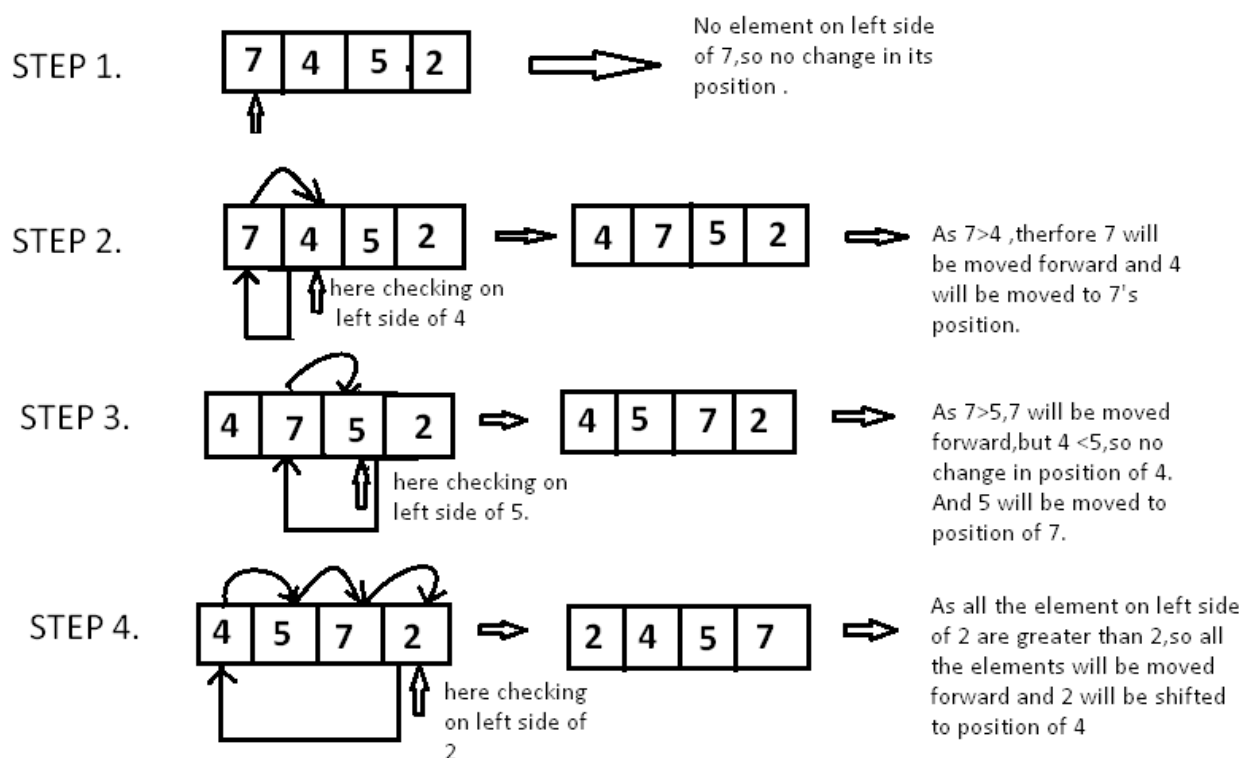 STEP 1.
7 4 5 . 2
No element on left side
of 7,so no change in its
position .
STEP 2.
7 4 5 2
4 7 5 2
here checking on
left side of 4
As 7>4 ,therfore 7 will
be moved forward and 4
will be moved to 7's
position.
STEP 3.
4 7 5 2
4 5 7 2
here checking on
left side of 5.
As 7>5,7 will be moved
forward,but 4 <5,so no
change in position of 4.
And 5 will be moved to
position of 7.
STEP 4.
4 5 7 2
2 4 5 7
here checking
on left side of
2
As all the element on left side
of 2 are greater than 2,so all
the elements will be moved
forward and 2 will be shifted
to position of 4